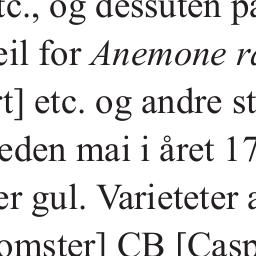 tc., og dessuten på
eil for Anemone ra
rt] etc. og andre st
eden mai i året 17
er gul. Varieteter a
omster] CB [Casp